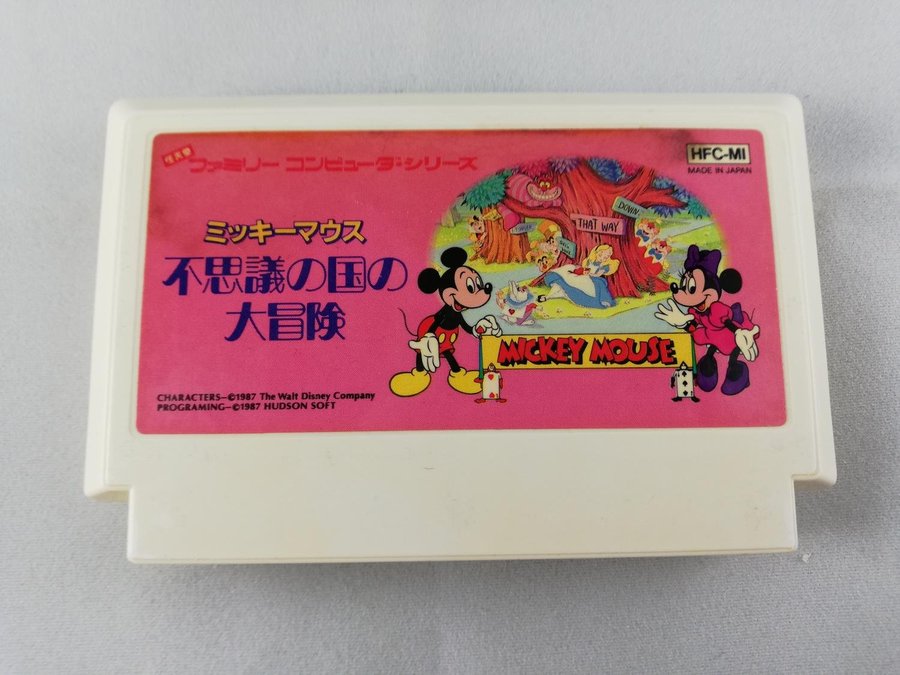 ファミリー コンピュータ・シリーズ
HFC-MI
MADE IN JAPAN
ミッキーマウス
不思議の国の
大冒険
DOWN
THAT WAY
MICKEY MOUSE
CHARACTERS—©1987 The Walt Disney Company
PROGRAMING—©1987 HUDSON SOFT